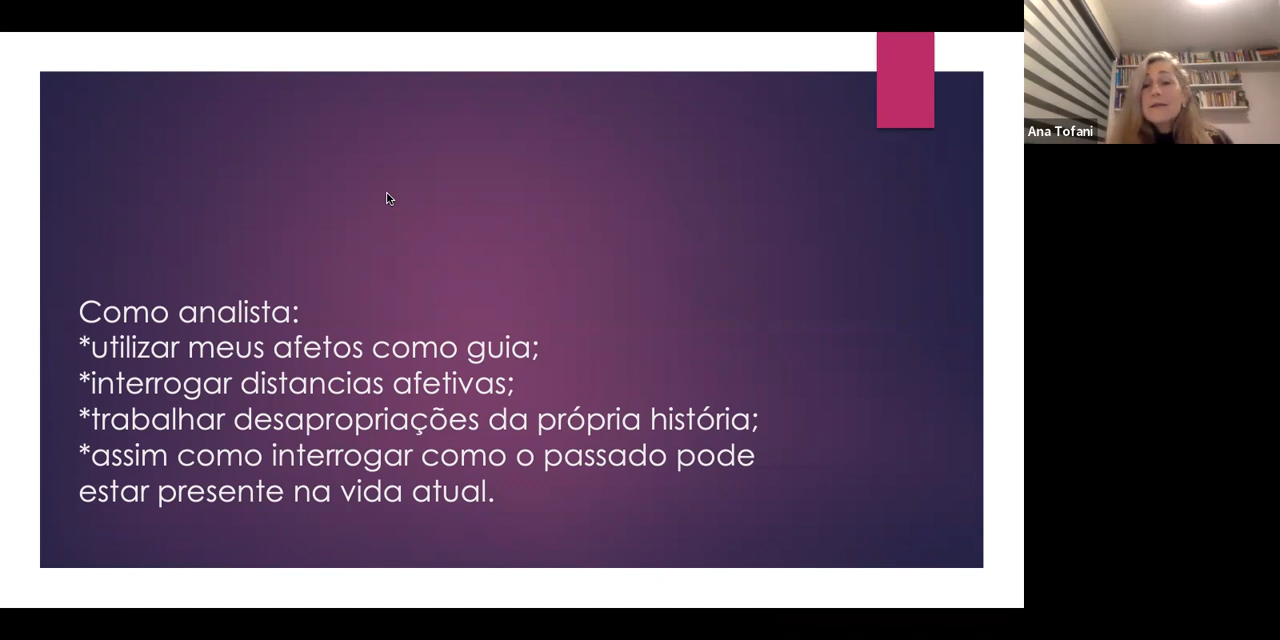 Como analista:
*utilizar meus afetos como guia;
*interrogar distancias afetivas;
*trabalhar desapropriações da própria história;
*assim como interrogar como o passado pode
estar presente na vida atual.
Ana Tofani